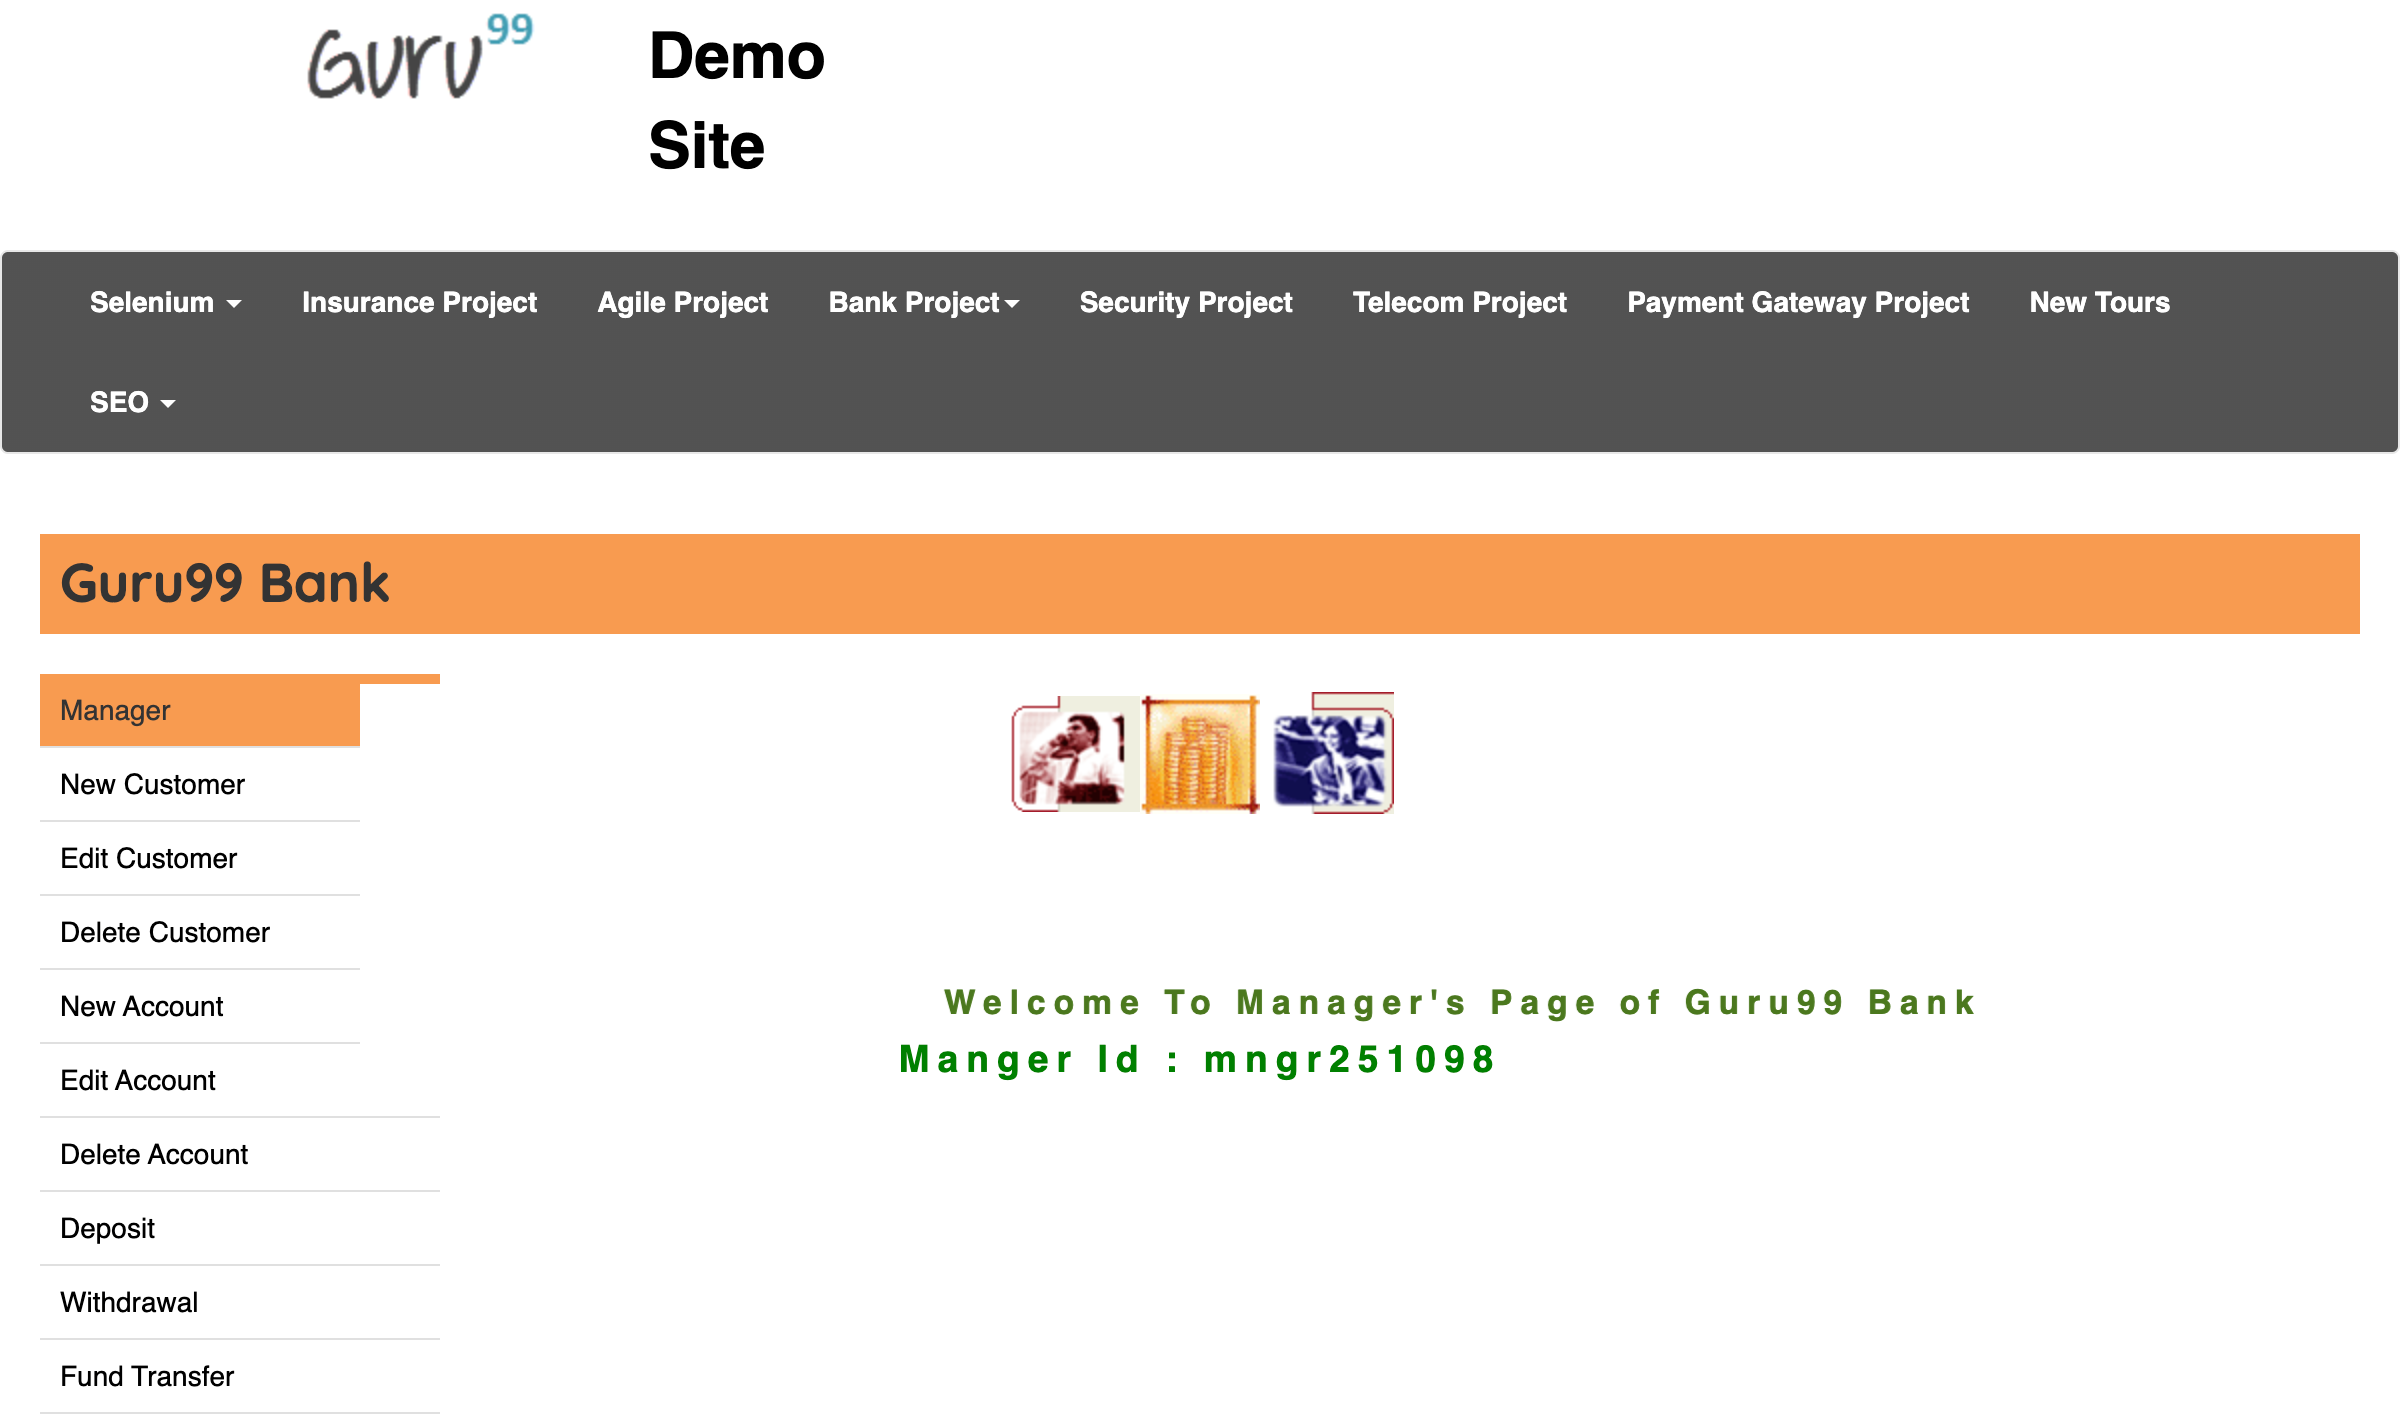 Guru99
Demo
Site
Selenium Insurance Project Agile Project Bank Project Security Project Telecom Project Payment Gateway Project New Tours
SEO
Guru99 Bank
Manager
New Customer
Edit Customer
Delete Customer
New Account
Edit Account
Delete Account
Deposit
Withdrawal
Fund Transfer
Welcome To Manager's Page of Guru99 Bank
Manger Id : mngr251098